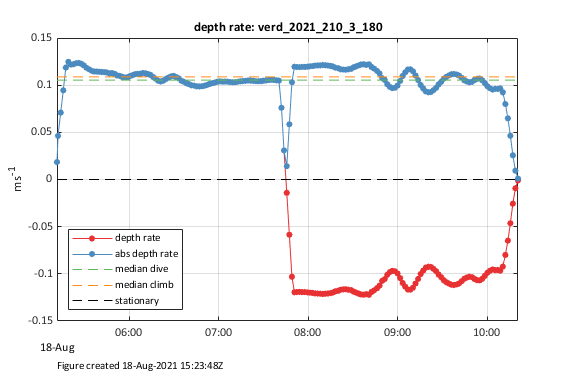 depth rate: verd_2021_210_3_180
0.15
0.1
0.05
0
-0.05
-0.1
-0.15
ms⁻¹
depth rate
abs depth rate
median dive
median climb
stationary
06:00 07:00 08:00 09:00 10:00
18-Aug
Figure created 18-Aug-2021 15:23:48Z